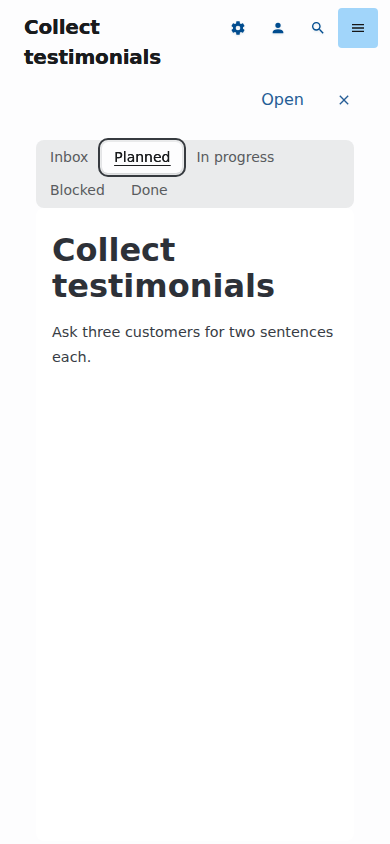 Collect
testimonials
Open
Inbox Planned In progress
Blocked Done
Collect
testimonials
Ask three customers for two sentences
each.